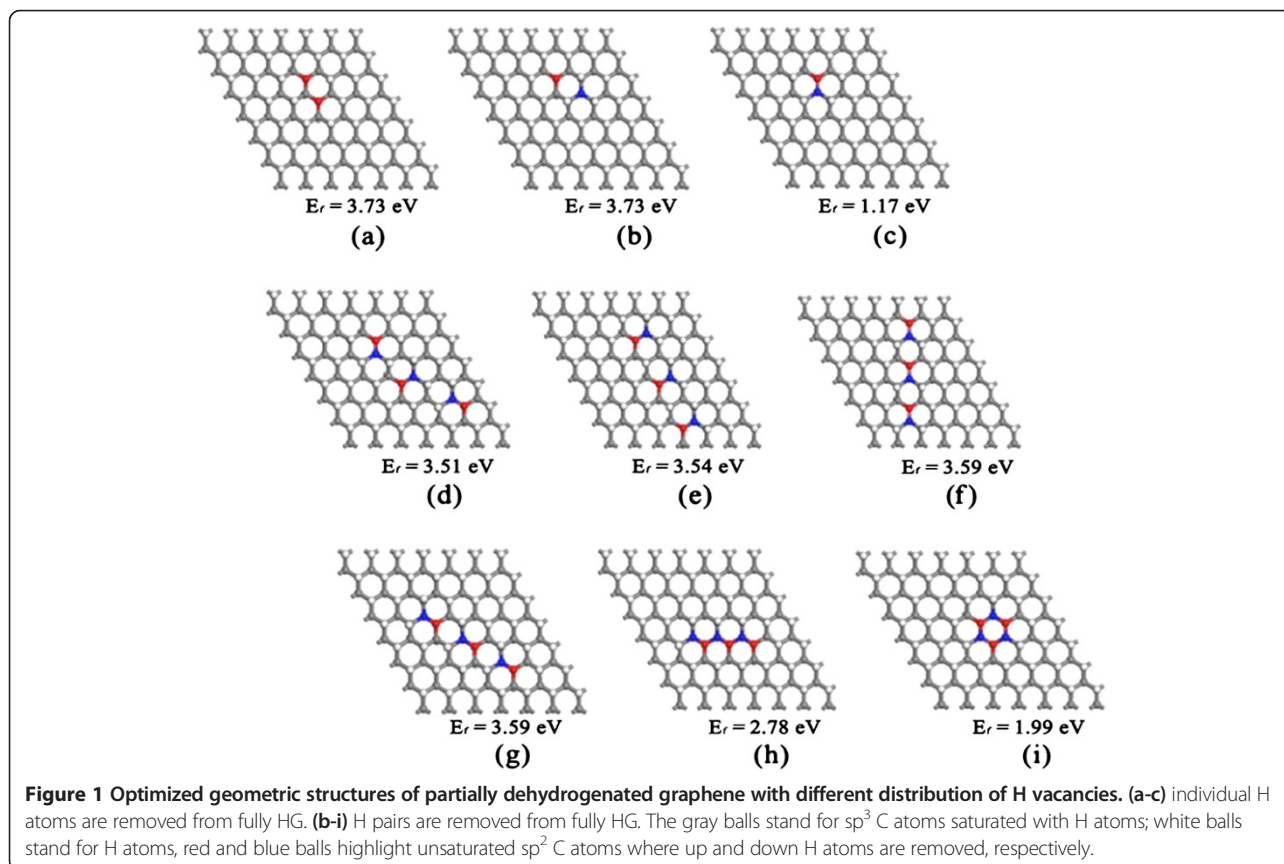 Er = 3.73 eV Er = 3.73 eV Er = 1.17 eV
(a) (b) (c)
Er = 3.51 eV Er = 3.54 eV Er = 3.59 eV
(d) (e) (f)
Er = 3.59 eV Er = 2.78 eV Er = 1.99 eV
(g) (h) (i)
Figure 1 Optimized geometric structures of partially dehydrogenated graphene with different distribution of H vacancies. (a-c) individual H
atoms are removed from fully HG. (b-i) H pairs are removed from fully HG. The gray balls stand for sp³ C atoms saturated with H atoms; white balls
stand for H atoms, red and blue balls highlight unsaturated sp² C atoms where up and down H atoms are removed, respectively.